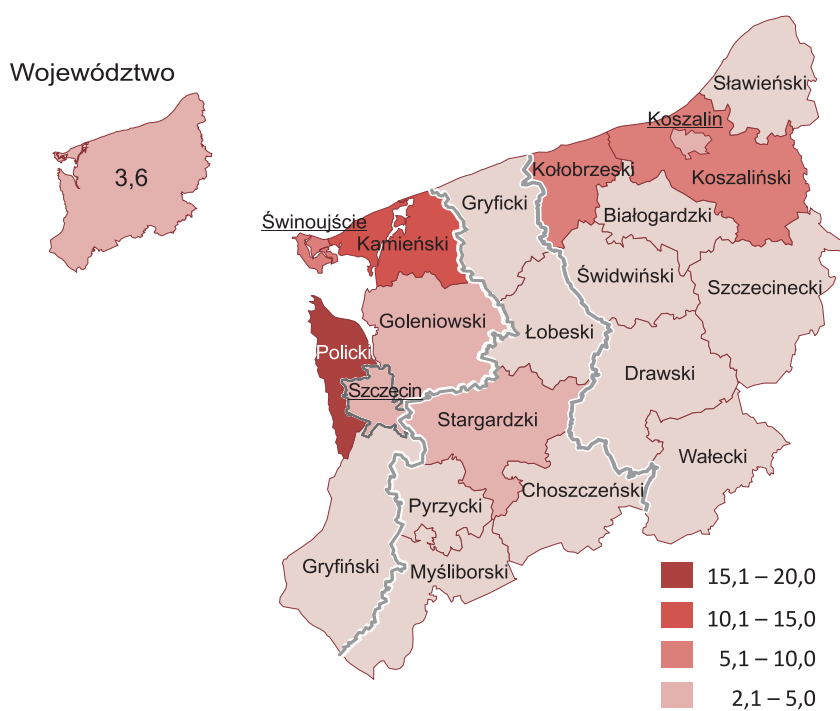 Województwo
3,6
Sławieński
Koszalin
Kołobrzeski
Koszaliński
Gryficki
Białogardzki
Świnoujście
Kamieński
Świdwiński
Szczecinecki
Goleniowski
Łobeski
Policki
Drawski
Szczecin
Stargardzki
Wałecki
Choszczeński
Pyrzycki
Gryfiński
Myśliborski
15,1 – 20,0
10,1 – 15,0
5,1 – 10,0
2,1 – 5,0